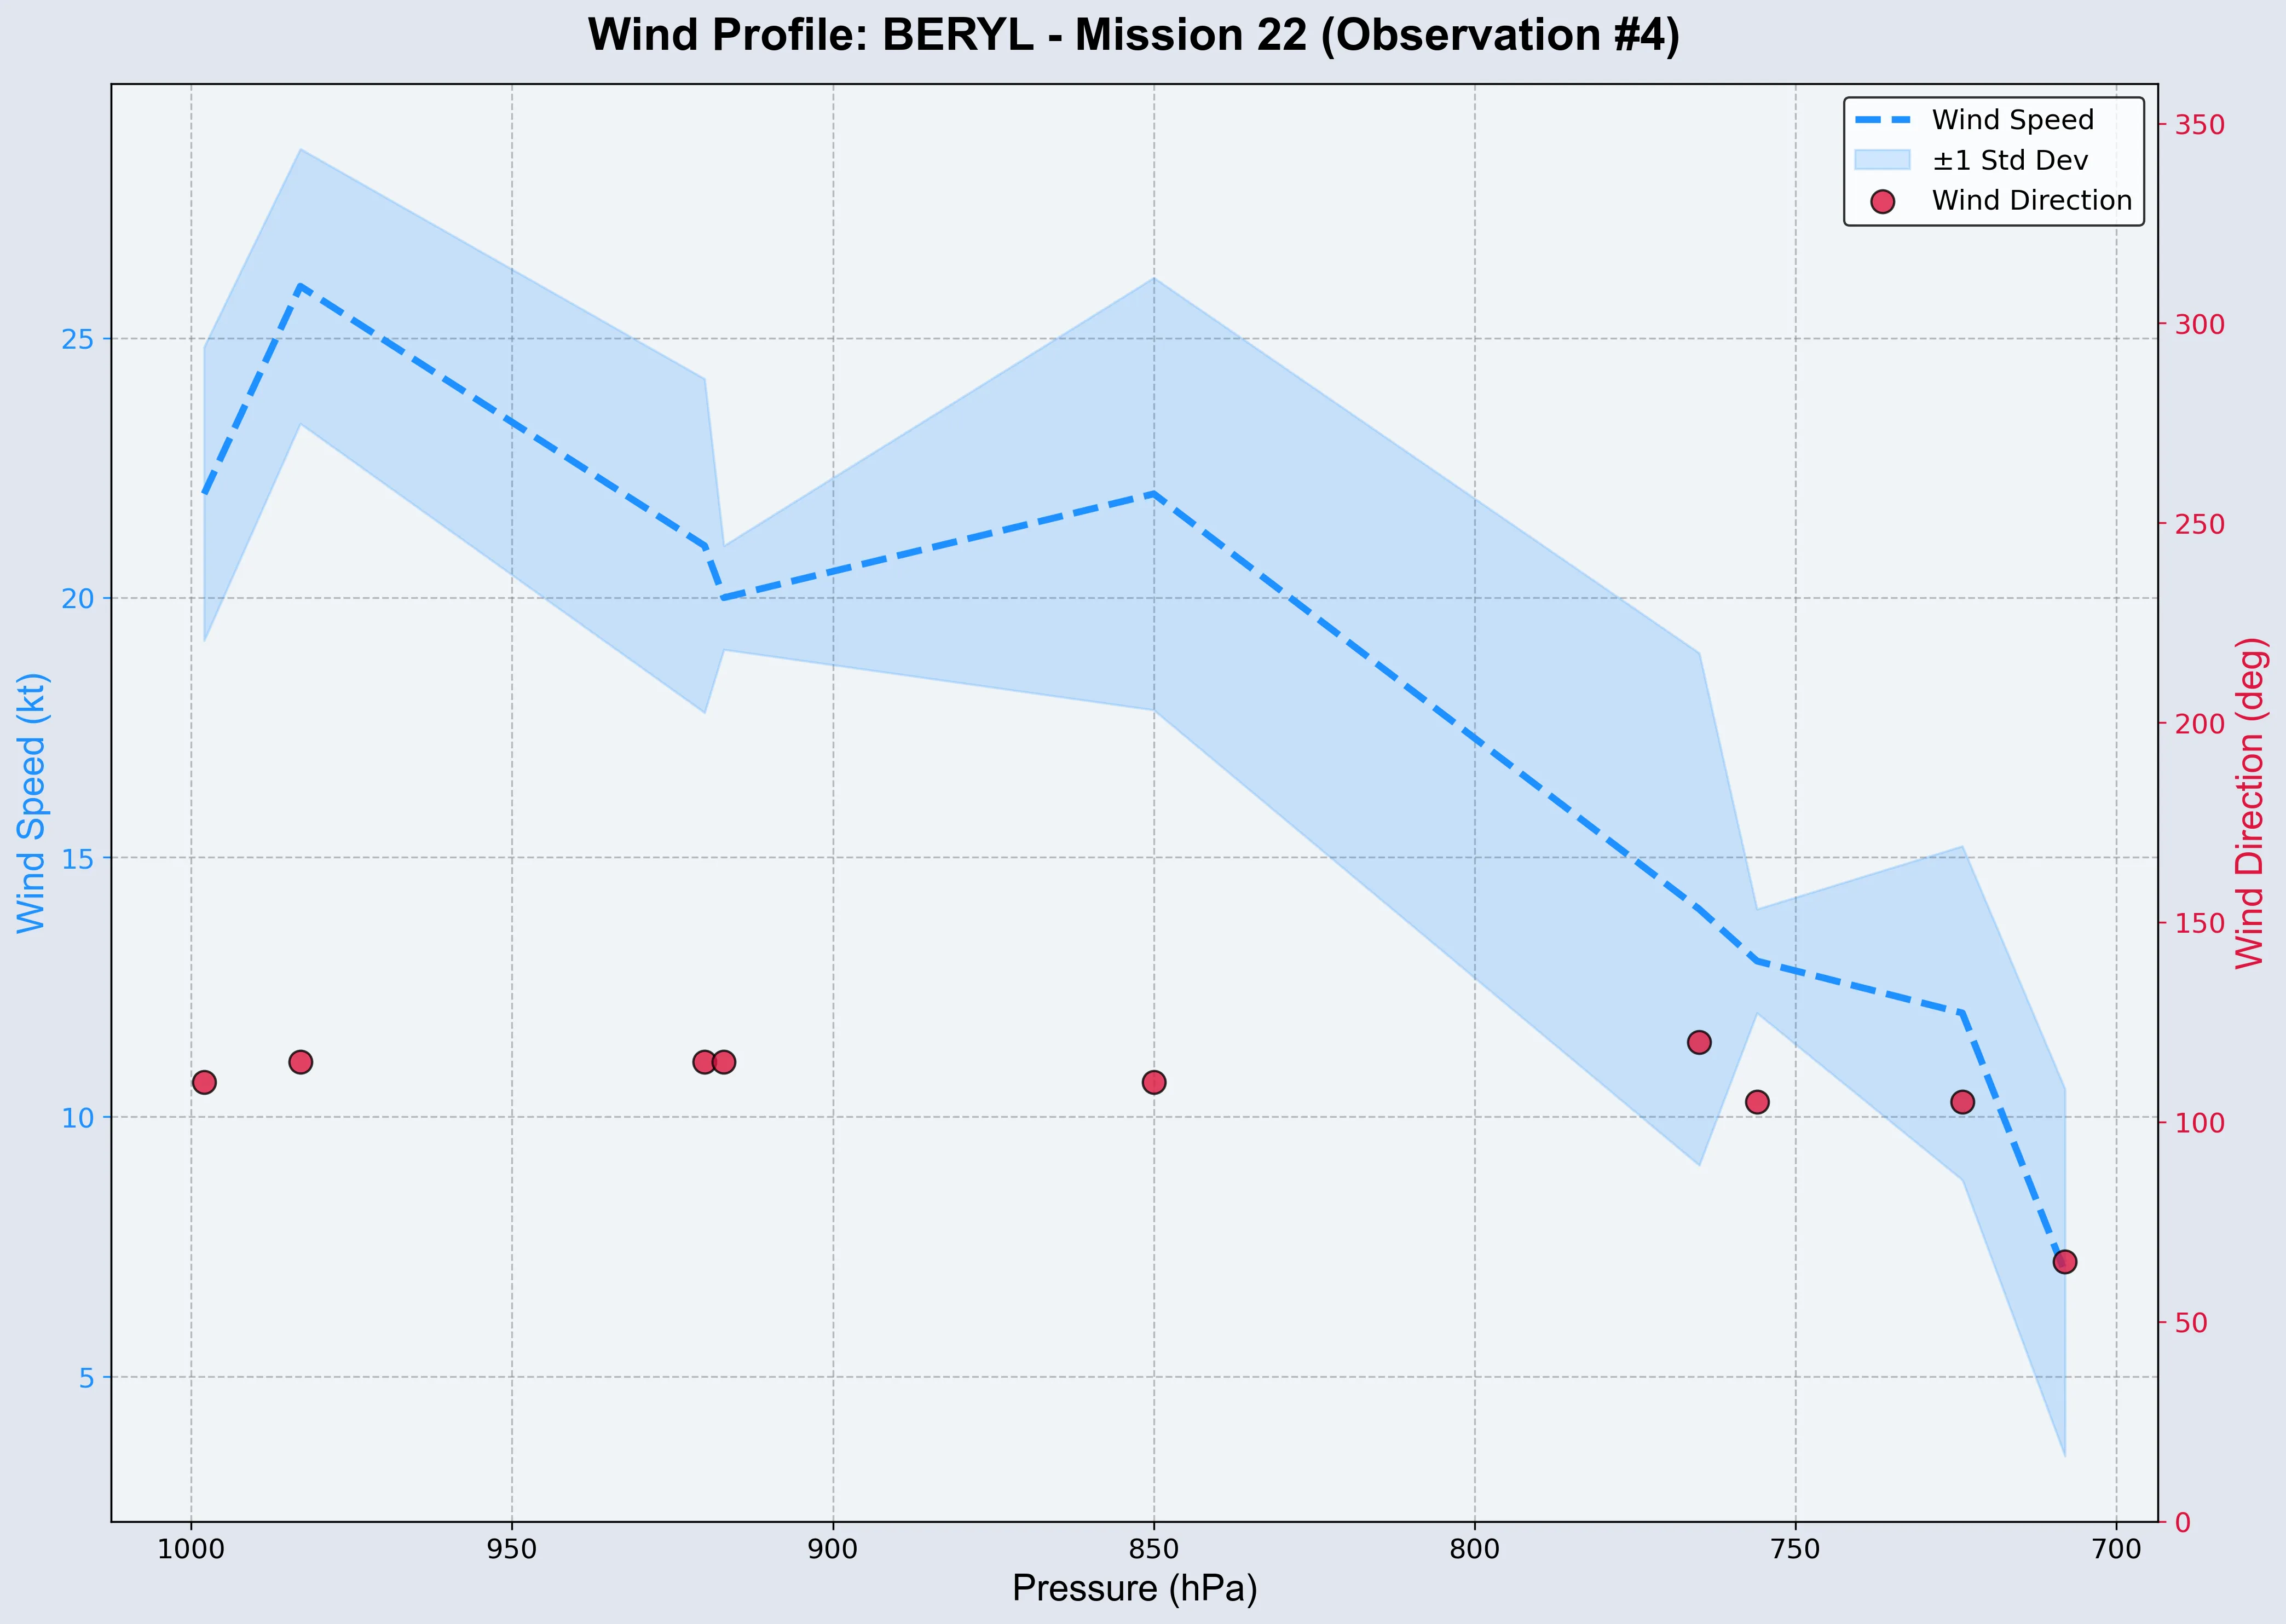 Wind Profile: BERYL - Mission 22 (Observation #4)
Wind Speed
±1 Std Dev
Wind Direction
Wind Speed (kt)
25
20
15
10
5
350
300
250
200
150
100
50
0
Wind Direction (deg)
1000
950
900
850
800
750
700
Pressure (hPa)